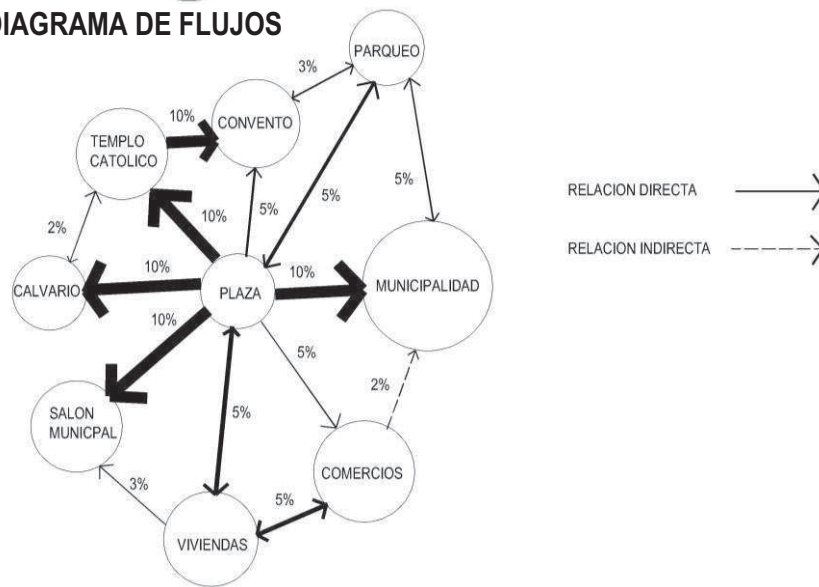 DIAGRAMA DE FLUJOS
PARQUEO
3%
10%
CONVENTO
TEMPLO
CATOLICO
5%
5%
5%
10%
2%
10%
10%
CALVARIO
PLAZA
MUNICIPALIDAD
10%
5%
2%
SALON
MUNICPAL
5%
COMERCIOS
3%
5%
VIVIENDAS
RELACION DIRECTA
RELACION INDIRECTA